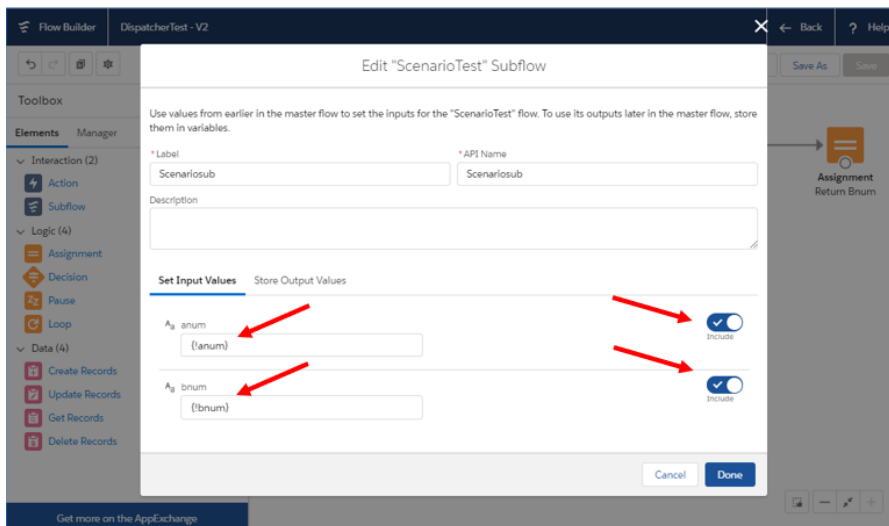 Flow Builder
DispatcherTest - V2
Back
? Help
Save As
Save
Toolbox
Elements
Manager
Interaction (2)
Action
Subflow
Logic (4)
Assignment
Decision
Pause
Loop
Data (4)
Create Records
Update Records
Get Records
Delete Records
Get more on the AppExchange
Edit "ScenarioTest" Subflow
Use values from earlier in the master flow to set the inputs for the "ScenarioTest" flow. To use its outputs later in the master flow, store
them in variables.
* Label
Scenariosub
* API Name
Scenariosub
Description
Set Input Values
Store Output Values
Aa anum
{!anum}
Include
Aa bnum
{!bnum}
Include
Cancel
Done
Assignment
Return Bnum